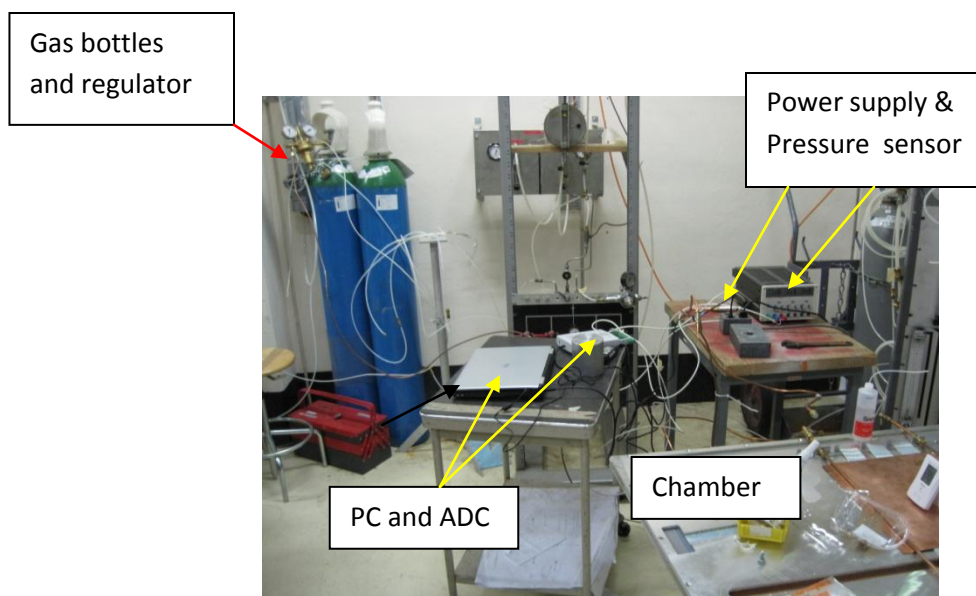 Gas bottles
and regulator
Power supply &
Pressure sensor
PC and ADC
Chamber